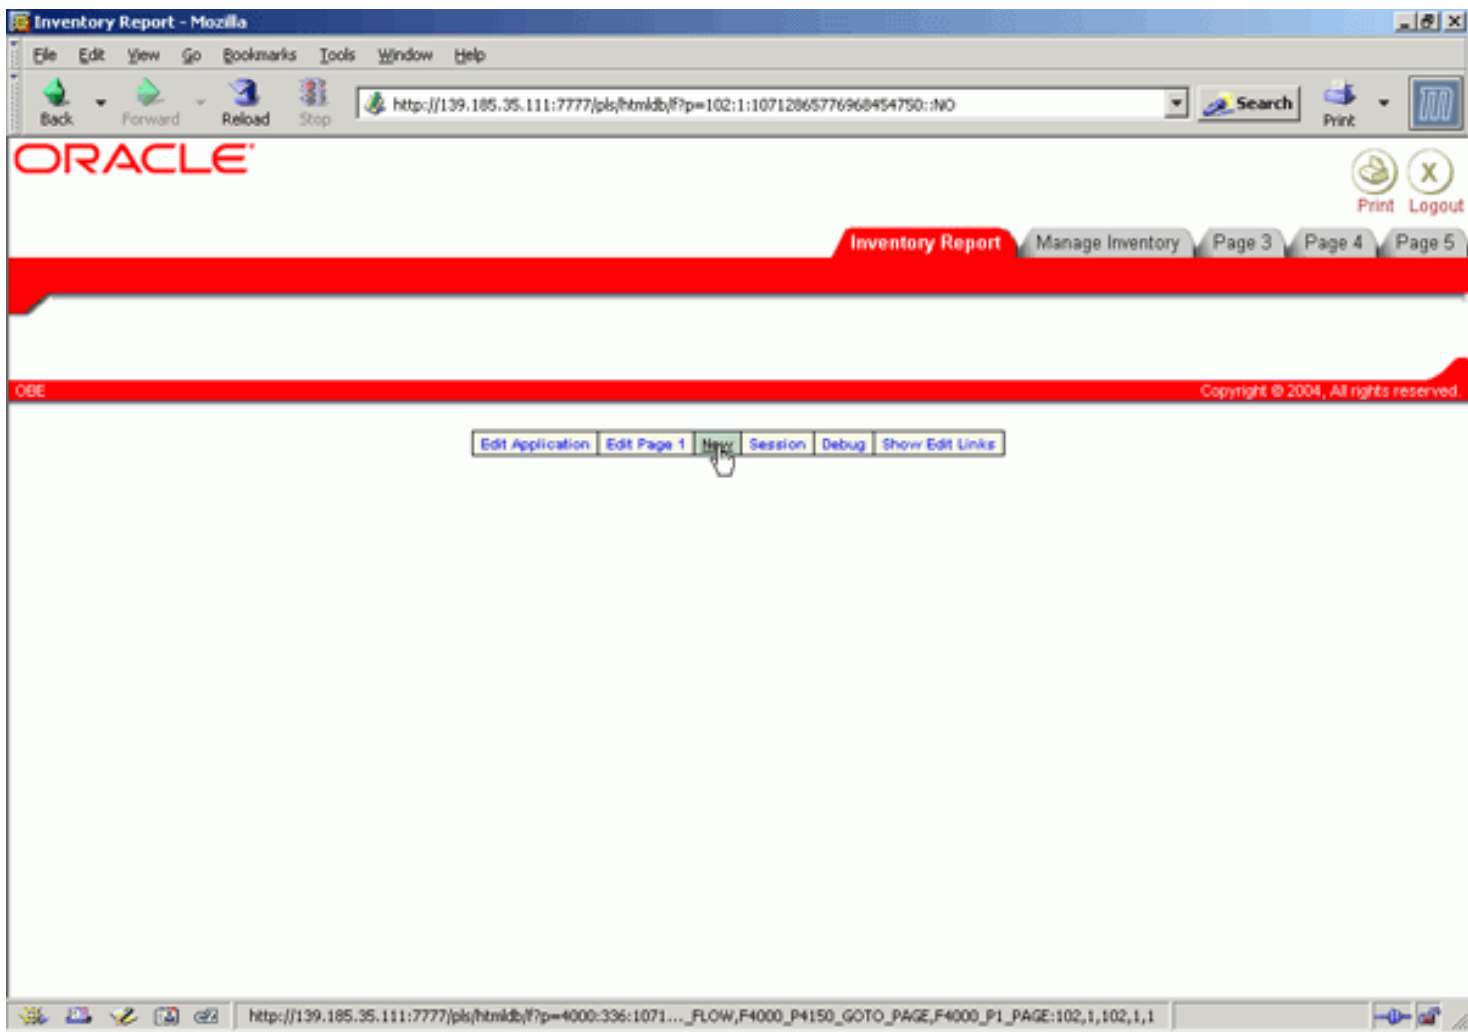 Inventory Report - Mozilla
File Edit View Go Bookmarks Tools Window Help
Back Forward Reload Stop http://139.185.35.111:7777/pls/htmldb/f?p=102:1:10712865776968454750::NO Search Print
ORACLE
Print Logout
Inventory Report Manage Inventory Page 3 Page 4 Page 5
OBE Copyright © 2004, All rights reserved.
Edit Application Edit Page 1 New Session Debug Show Edit Links
http://139.185.35.111:7777/pls/htmldb/f?p=4000:336:1071..._FLOW,F4000_P4150_GOTO_PAGE,F4000_P1_PAGE:102,1,102,1,1